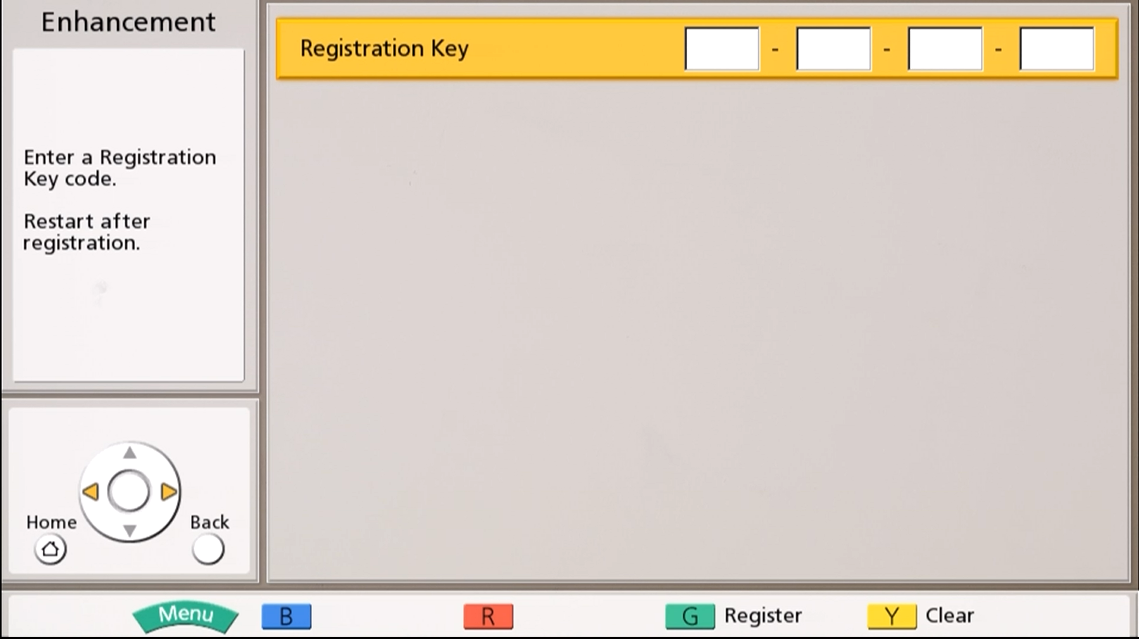 Enhancement
Registration Key - - -
Enter a Registration
Key code.
Restart after
registration.
Home
Back
Menu
B
R
G Register
Y Clear